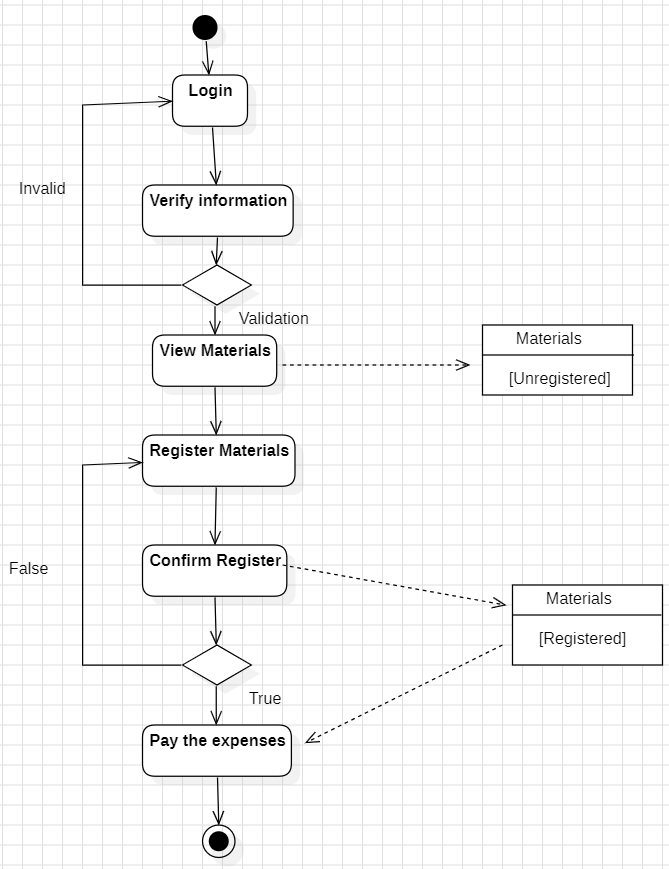 Login
Invalid
Verify information
Validation
View Materials
Materials
[Unregistered]
Register Materials
False
Confirm Register
Materials
[Registered]
True
Pay the expenses